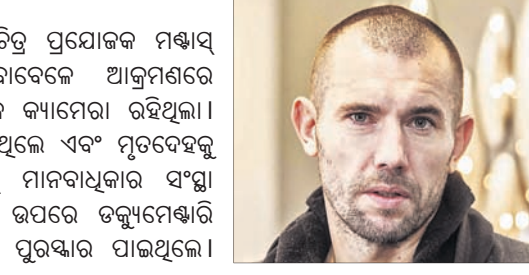 ଚିତ୍ର ପ୍ରଯୋଜକ ମଣ୍ଟାସ୍
ବେଳେ ଆକ୍ରମଣରେ
କ୍ୟାମେରା ରହିଥିଲା।
ଥିଲେ ଏବଂ ମୃତଦେହକୁ
ମାନବାଧିକାର ସଂସ୍ଥା
ଉପରେ ଡକ୍ୟୁମେଣ୍ଟାରି
ପୁରସ୍କାର ପାଇଥିଲେ।